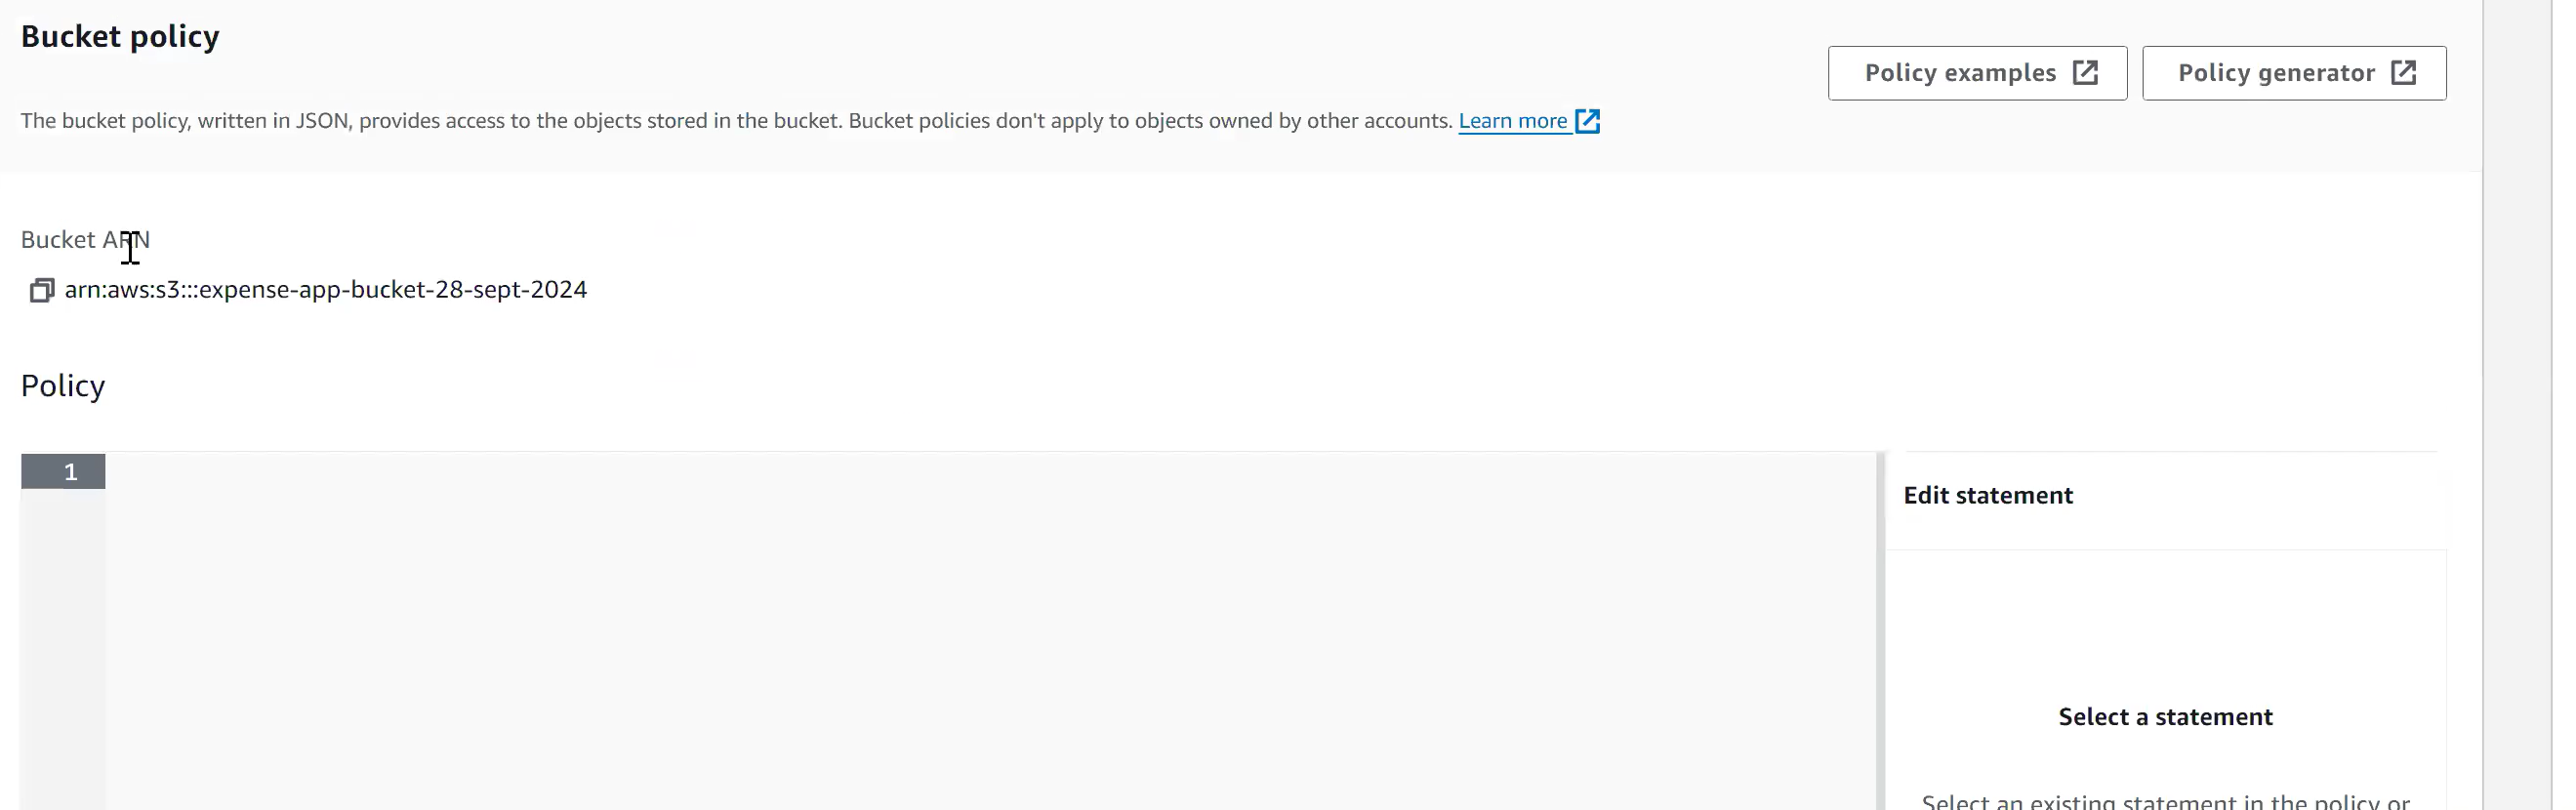 Bucket policy
Policy examples
Policy generator
The bucket policy, written in JSON, provides access to the objects stored in the bucket. Bucket policies don't apply to objects owned by other accounts. Learn more
Bucket ARN
arn:aws:s3:::expense-app-bucket-28-sept-2024
Policy
1
Edit statement
Select a statement
Select an existing statement in the policy or